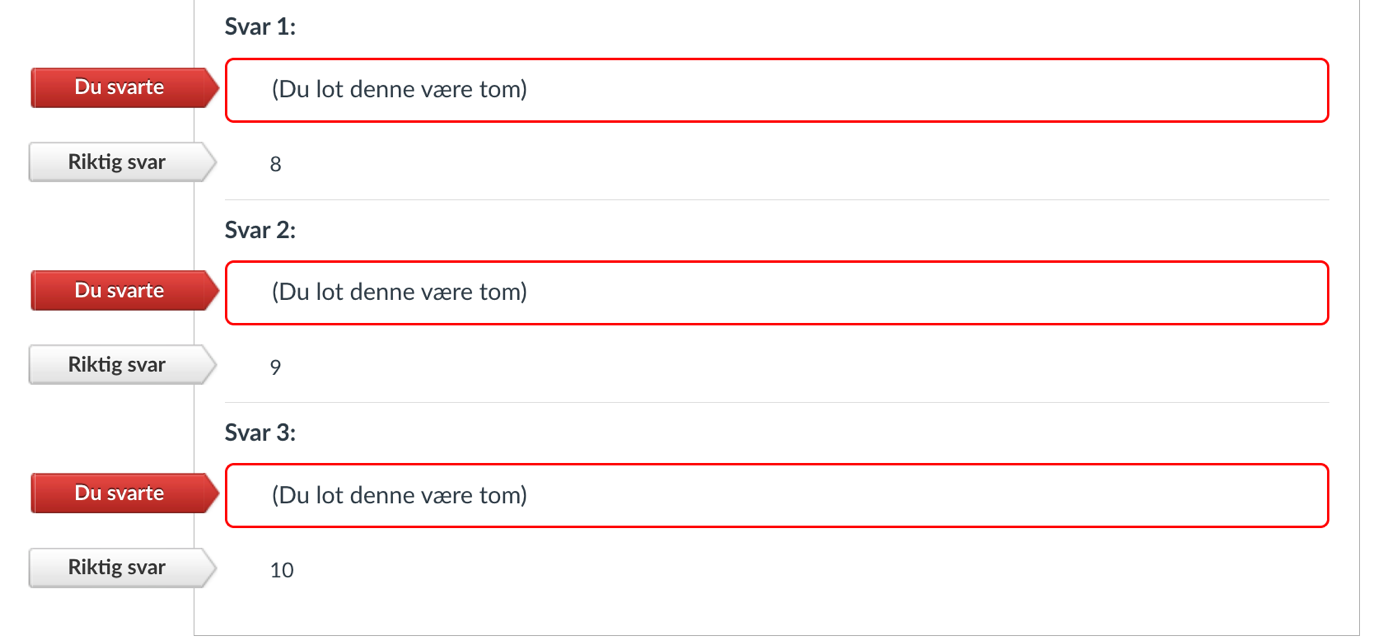 Svar 1:
Du svarte
(Du lot denne være tom)
Riktig svar
8
Svar 2:
Du svarte
(Du lot denne være tom)
Riktig svar
9
Svar 3:
Du svarte
(Du lot denne være tom)
Riktig svar
10